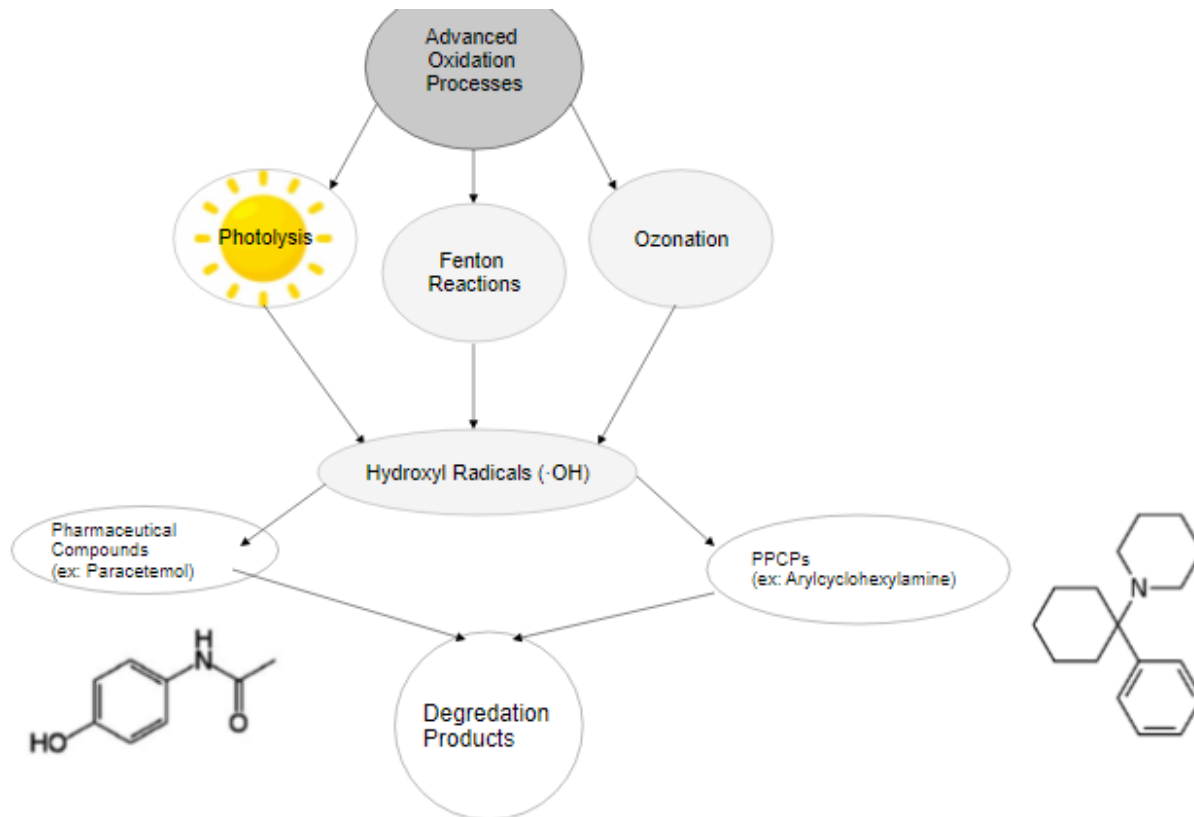 Advanced
Oxidation
Processes
Photolysis
Fenton
Reactions
Ozonation
Hydroxyl Radicals (·OH)
Pharmaceutical
Compounds
(ex: Paracetemol)
PPCPs
(ex: Arylcyclohexylamine)
H
N
O
HO
N
Degredation
Products